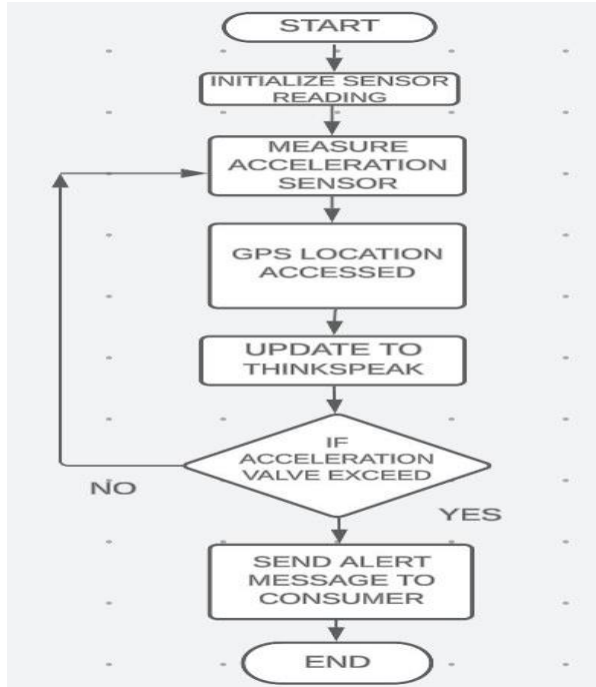 START
INITIALIZE SENSOR
READING
MEASURE
ACCELERATION
SENSOR
GPS LOCATION
ACCESSED
UPDATE TO
THINKSPEAK
IF
ACCELERATION
VALVE EXCEED
NO
YES
SEND ALERT
MESSAGE TO
CONSUMER
END